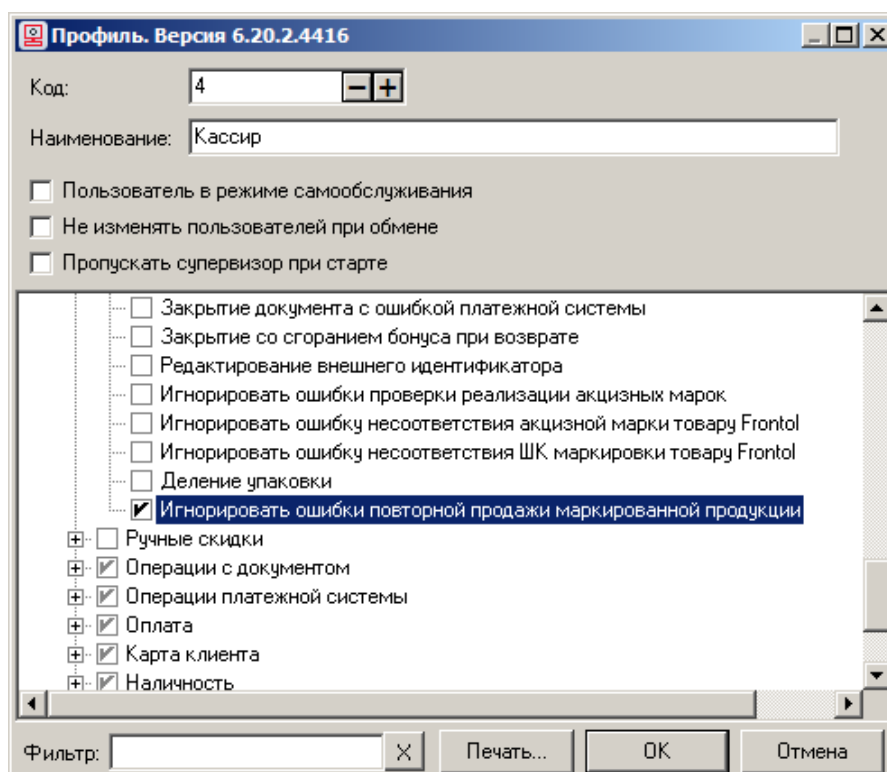 Профиль. Версия 6.20.2.4416
Код: 4
Наименование: Кассир
Пользователь в режиме самообслуживания
Не изменять пользователей при обмене
Пропускать супервизор при старте
Закрытие документа с ошибкой платежной системы
Закрытие со сгоранием бонуса при возврате
Редактирование внешнего идентификатора
Игнорировать ошибки проверки реализации акцизных марок
Игнорировать ошибку несоответствия акцизной марки товару Frontol
Игнорировать ошибку несоответствия ШК маркировки товару Frontol
Деление упаковки
Игнорировать ошибки повторной продажи маркированной продукции
Ручные скидки
Операции с документом
Операции платежной системы
Оплата
Карта клиента
Наличность
Фильтр: X Печать... OK Отмена